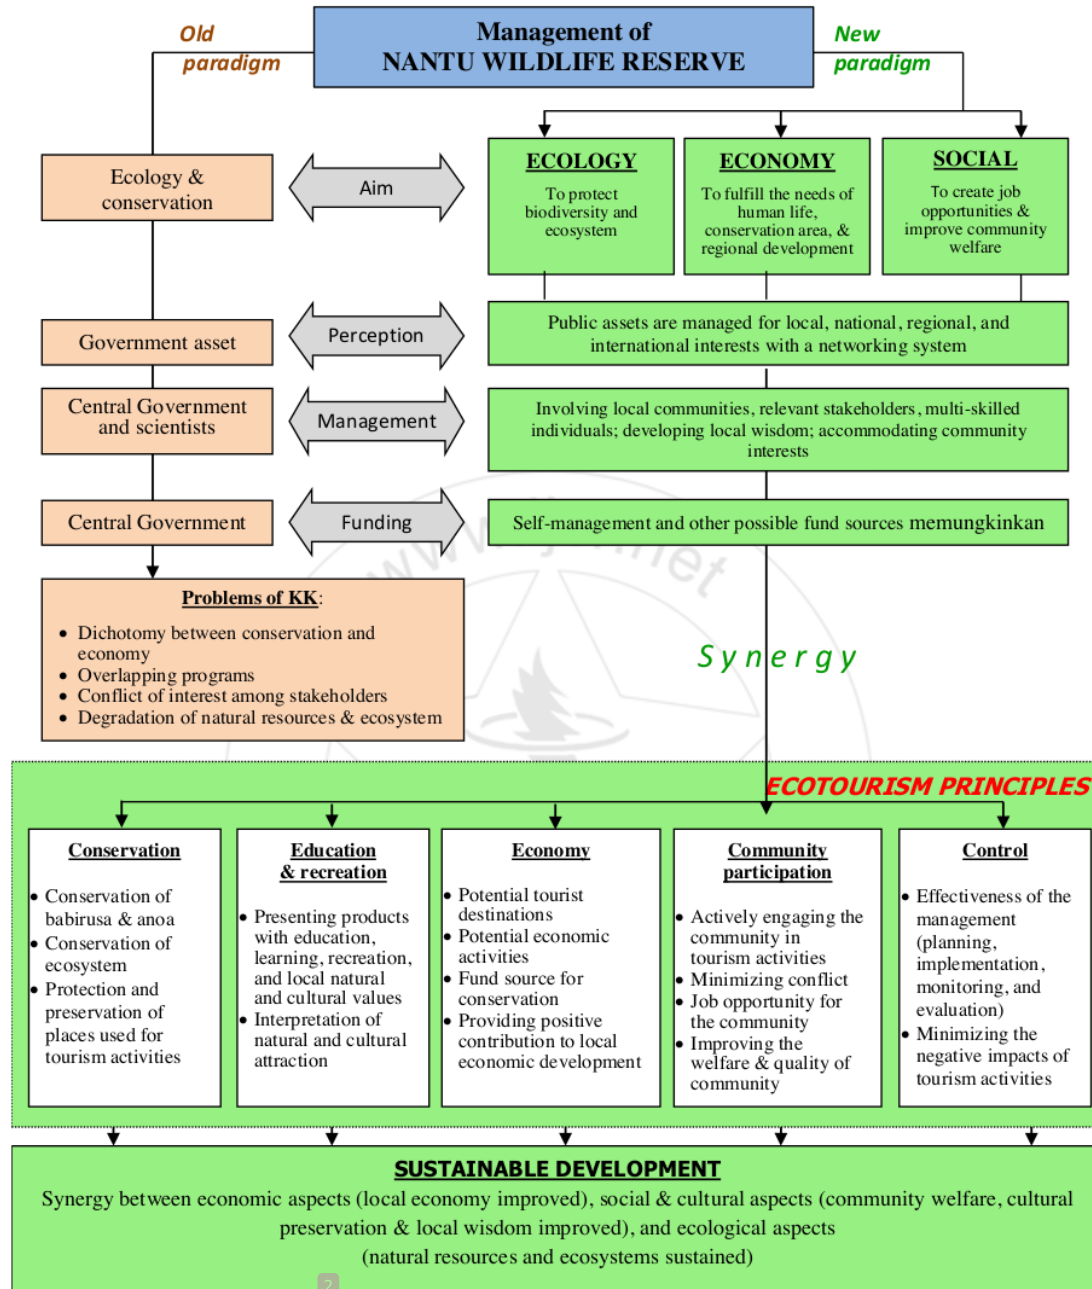 Old
paradigm
Management of
NANTU WILDLIFE RESERVE
New
paradigm
Ecology &
conservation
Aim
ECOLOGY
To protect
biodiversity and
ecosystem
ECONOMY
To fulfill the needs of
human life,
conservation area, &
regional development
SOCIAL
To create job
opportunities &
improve community
welfare
Government asset
Perception
Public assets are managed for local, national, regional, and
international interests with a networking system
Central Government
and scientists
Management
Involving local communities, relevant stakeholders, multi-skilled
individuals; developing local wisdom; accommodating community
interests
Central Government
Funding
Self-management and other possible fund sources memungkinkan
Problems of KK:
• Dichotomy between conservation and
economy
• Overlapping programs
• Conflict of interest among stakeholders
• Degradation of natural resources & ecosystem
Synergy
ECOTOURISM PRINCIPLES
Conservation
• Conservation of
babirusa & anoa
• Conservation of
ecosystem
• Protection and
preservation of
places used for
tourism activities
Education
& recreation
• Presenting products
with education,
learning, recreation,
and local natural
and cultural values
• Interpretation of
natural and cultural
attraction
Economy
• Potential tourist
destinations
• Potential economic
activities
• Fund source for
conservation
• Providing positive
contribution to local
economic development
Community
participation
• Actively engaging the
community in
tourism activities
• Minimizing conflict
• Job opportunity for
the community
• Improving the
welfare & quality of
community
Control
• Effectiveness of the
management
(planning,
implementation,
monitoring, and
evaluation)
• Minimizing the
negative impacts of
tourism activities
SUSTAINABLE DEVELOPMENT
Synergy between economic aspects (local economy improved), social & cultural aspects (community welfare, cultural
preservation & local wisdom improved), and ecological aspects
(natural resources and ecosystems sustained)
2